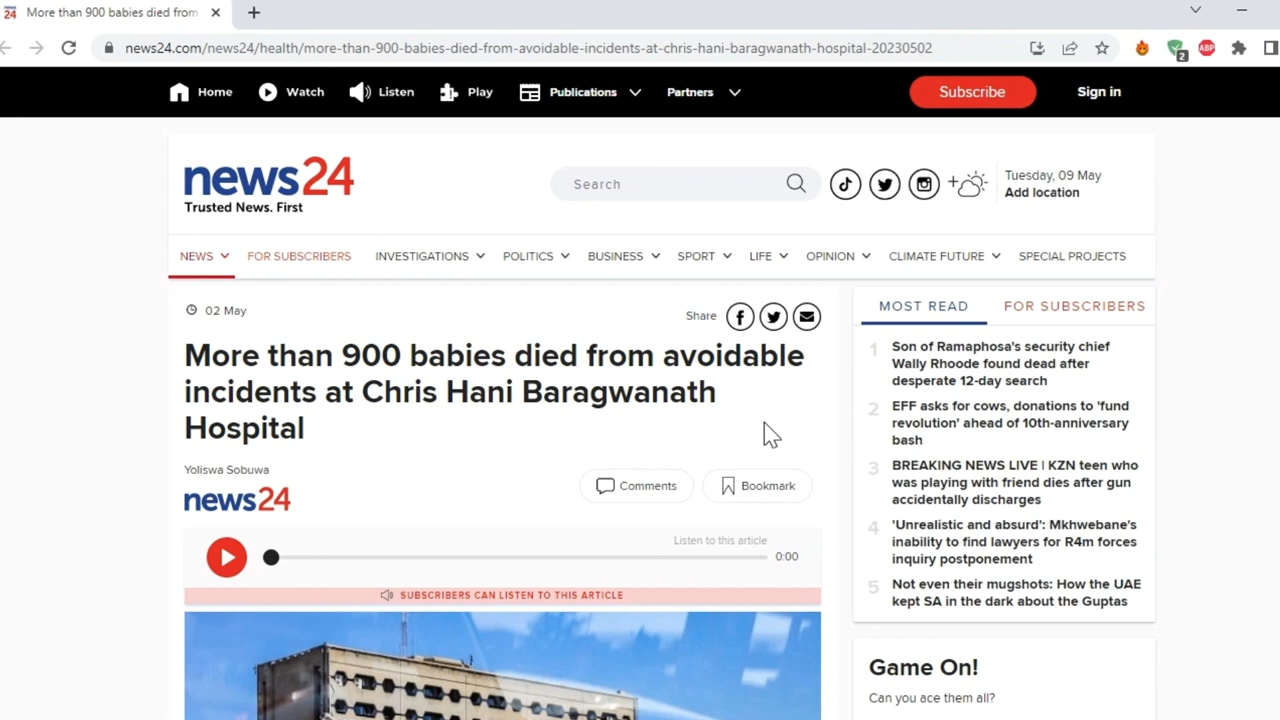 24
More than 900 babies died from
news24.com/news24/health/more-than-900-babies-died-from-avoidable-incidents-at-chris-hani-baragwanath-hospital-20230502
2
ABP
Home
Watch
Listen
Play
Publications
Partners
Subscribe
Sign in
news24
Trusted News. First
Search
Tuesday, 09 May
Add location
NEWS
FOR SUBSCRIBERS
INVESTIGATIONS
POLITICS
BUSINESS
SPORT
LIFE
OPINION
CLIMATE FUTURE
SPECIAL PROJECTS
02 May
Share
More than 900 babies died from avoidable
incidents at Chris Hani Baragwanath
Hospital
Yoliswa Sobuwa
news24
Comments
Bookmark
Listen to this article
0:00
SUBSCRIBERS CAN LISTEN TO THIS ARTICLE
MOST READ
FOR SUBSCRIBERS
1
Son of Ramaphosa's security chief
Wally Rhoode found dead after
desperate 12-day search
2
EFF asks for cows, donations to 'fund
revolution' ahead of 10th-anniversary
bash
3
BREAKING NEWS LIVE | KZN teen who
was playing with friend dies after gun
accidentally discharges
4
'Unrealistic and absurd': Mkhwebane's
inability to find lawyers for R4m forces
inquiry postponement
5
Not even their mugshots: How the UAE
kept SA in the dark about the Guptas
Game On!
Can you ace them all?